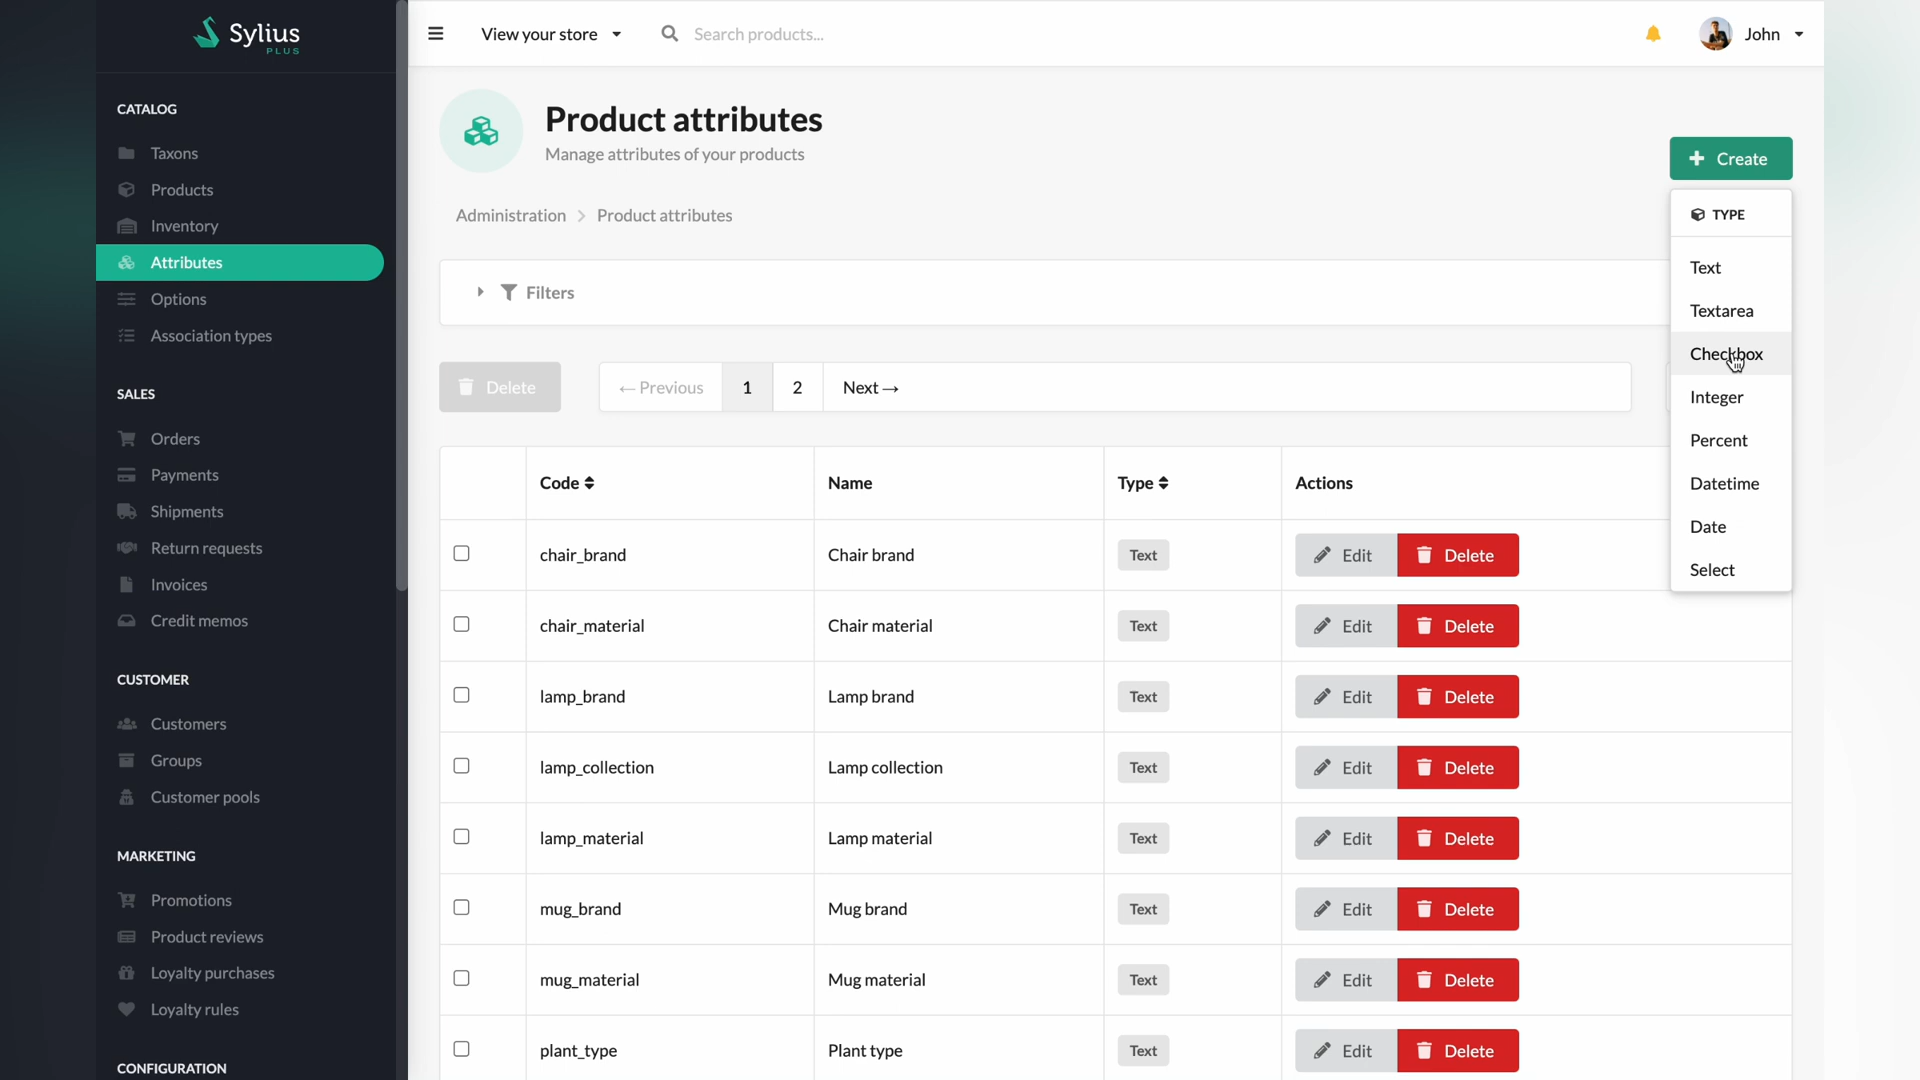 Sylius
PLUS
CATALOG
Taxons
Products
Inventory
Attributes
Options
Association types
SALES
Orders
Payments
Shipments
Return requests
Invoices
Credit memos
CUSTOMER
Customers
Groups
Customer pools
MARKETING
Promotions
Product reviews
Loyalty purchases
Loyalty rules
CONFIGURATION
View your store
Search products...
John
Product attributes
Manage attributes of your products
Create
Administration > Product attributes
TYPE
Text
Textarea
Checkbox
Integer
Percent
Datetime
Date
Select
Filters
Delete
← Previous 1 2 Next →
Code Name Type Actions
chair_brand Chair brand Text Edit Delete
chair_material Chair material Text Edit Delete
lamp_brand Lamp brand Text Edit Delete
lamp_collection Lamp collection Text Edit Delete
lamp_material Lamp material Text Edit Delete
mug_brand Mug brand Text Edit Delete
mug_material Mug material Text Edit Delete
plant_type Plant type Text Edit Delete